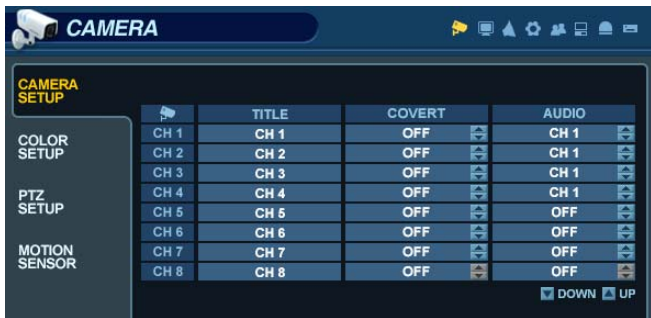 CAMERA
CAMERA
SETUP
COLOR
SETUP
PTZ
SETUP
MOTION
SENSOR
TITLE COVERT AUDIO
CH 1 CH 1 OFF CH 1
CH 2 CH 2 OFF CH 1
CH 3 CH 3 OFF CH 1
CH 4 CH 4 OFF CH 1
CH 5 CH 5 OFF OFF
CH 6 CH 6 OFF OFF
CH 7 CH 7 OFF OFF
CH 8 CH 8 OFF OFF
DOWN UP